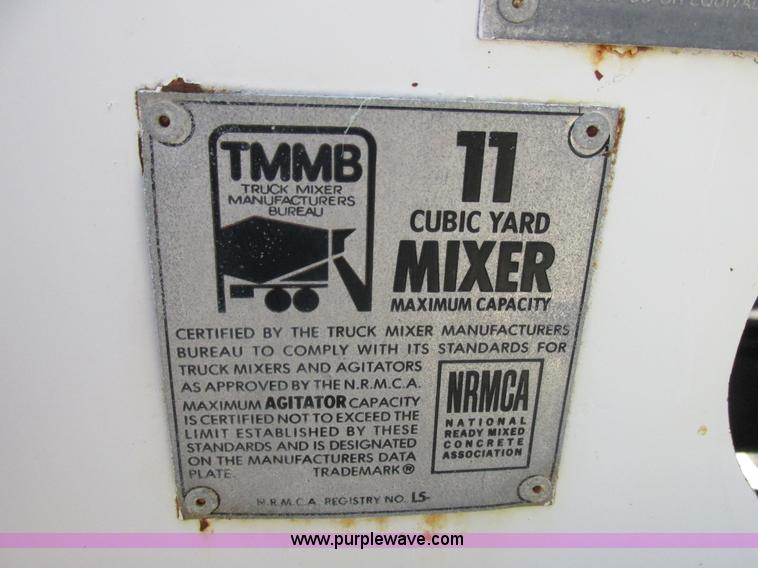 OR EQUIVAL
TMMB
TRUCK MIXER
MANUFACTURERS
BUREAU
11
CUBIC YARD
MIXER
MAXIMUM CAPACITY
CERTIFIED BY THE TRUCK MIXER MANUFACTURERS
BUREAU TO COMPLY WITH ITS STANDARDS FOR
TRUCK MIXERS AND AGITATORS
AS APPROVED BY THE N.R.M.C.A.
MAXIMUM AGITATOR CAPACITY
IS CERTIFIED NOT TO EXCEED THE
LIMIT ESTABLISHED BY THESE
STANDARDS AND IS DESIGNATED
ON THE MANUFACTURERS DATA
PLATE. TRADEMARK®
NRMCA
NATIONAL
READY MIXED
CONCRETE
ASSOCIATION
N.R.M.C.A. REGISTRY NO. LS-
www.purplewave.com